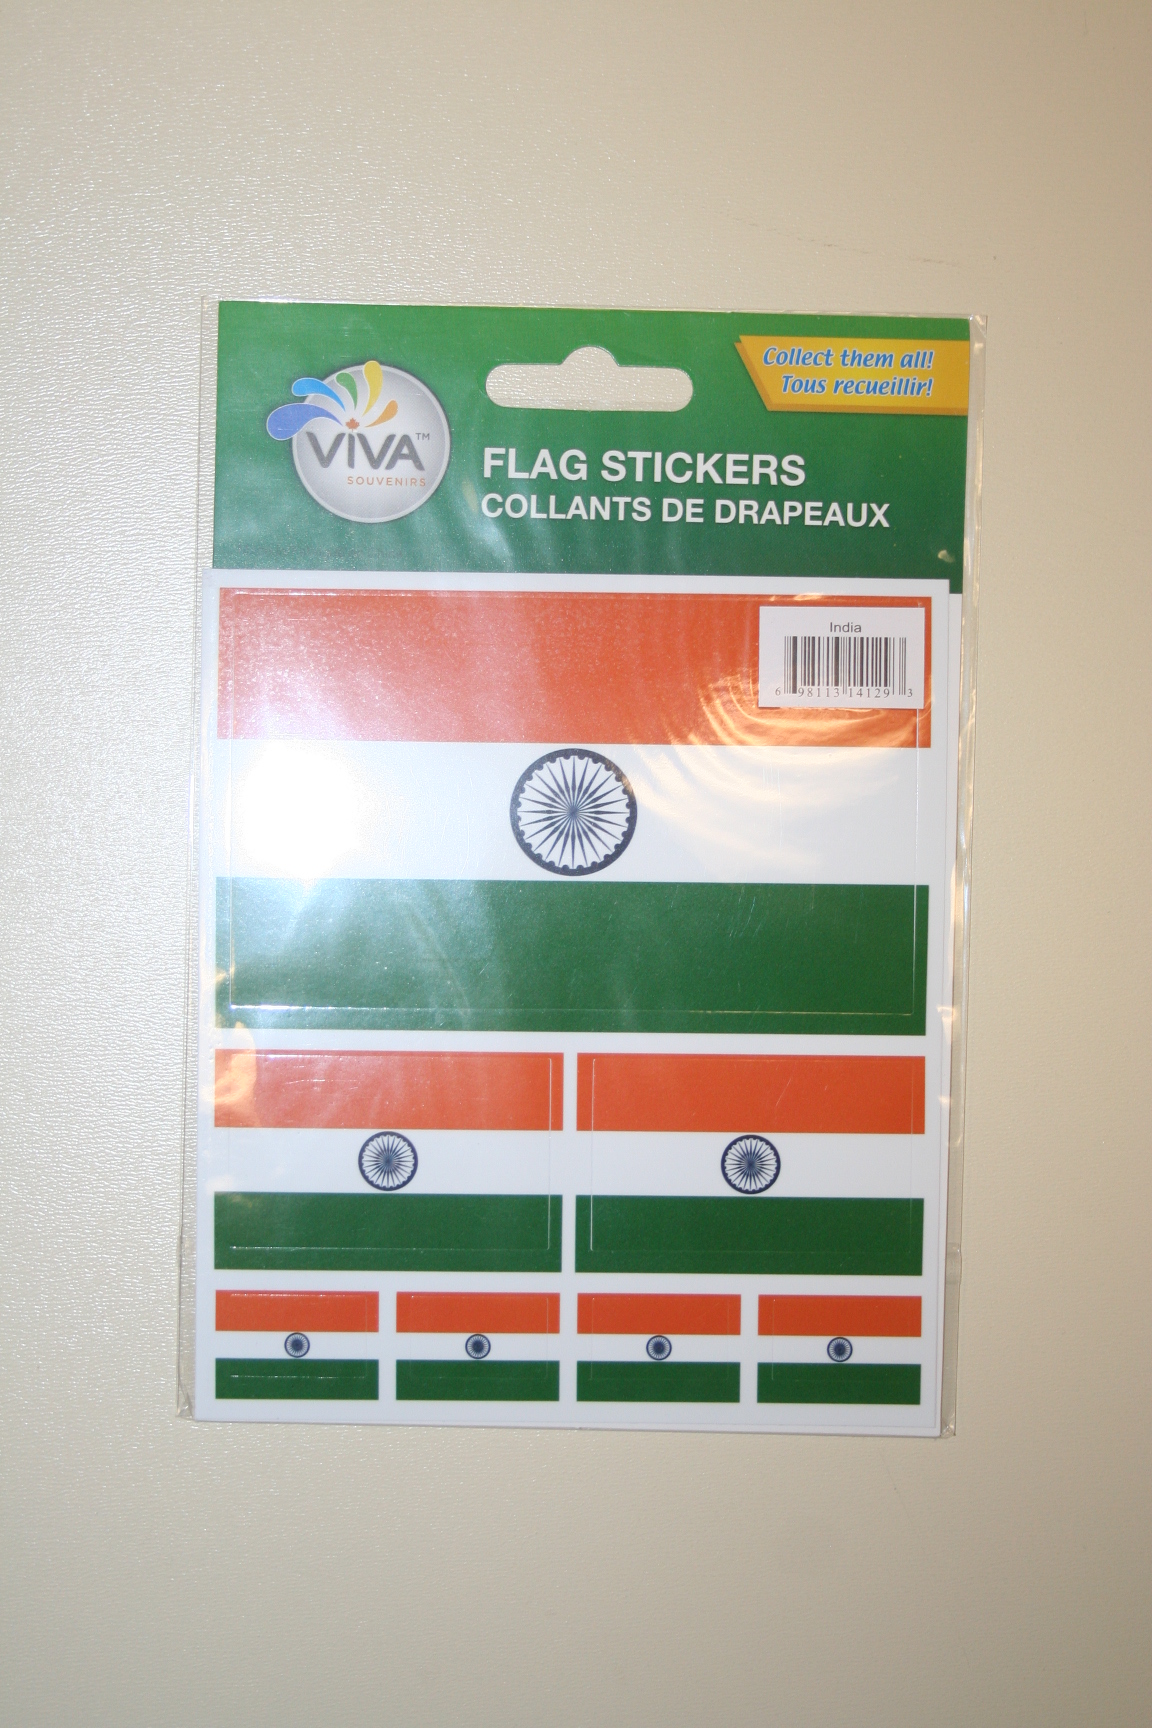 Collect them all!
Tous recueillir!
VIVA™
SOUVENIRS
FLAG STICKERS
COLLANTS DE DRAPEAUX
India
6 98113 14129 3